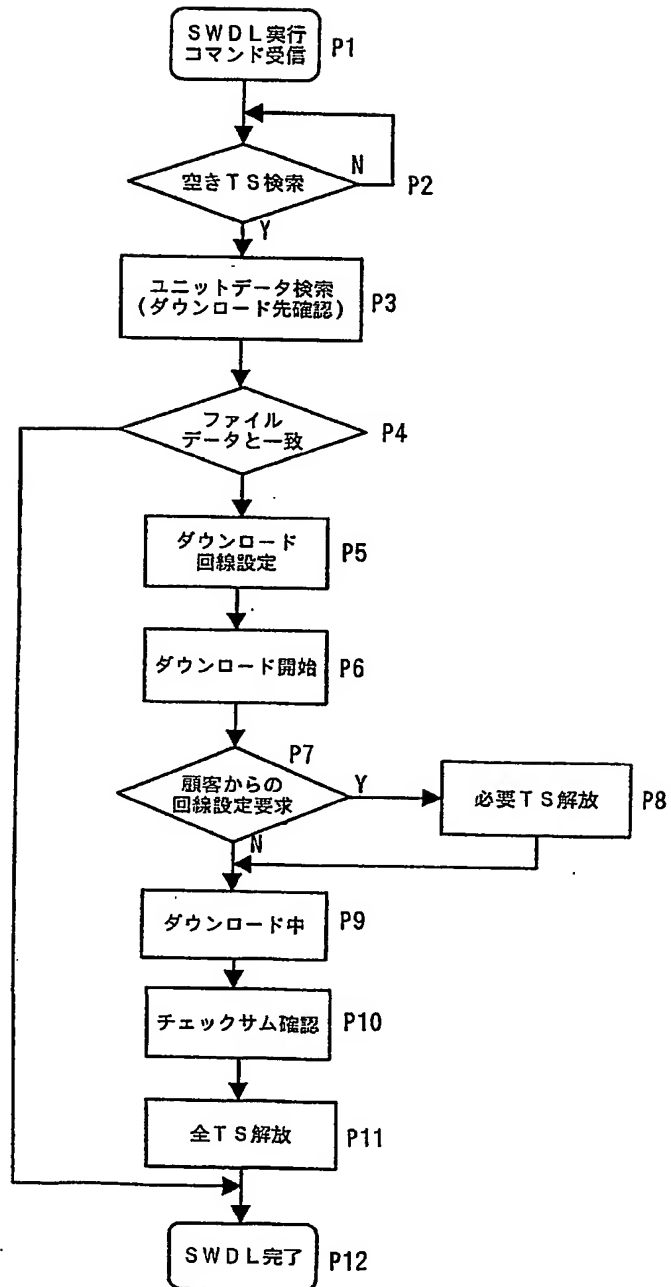 SWDL実行
コマンド受信
P1
N
空きTS検索
P2
Y
ユニットデータ検索
(ダウンロード先確認)
P3
ファイル
データと一致
P4
ダウンロード
回線設定
P5
ダウンロード開始
P6
P7
顧客からの
回線設定要求
Y
必要TS解放
P8
N
ダウンロード中
P9
チェックサム確認
P10
全TS解放
P11
SWDL完了
P12